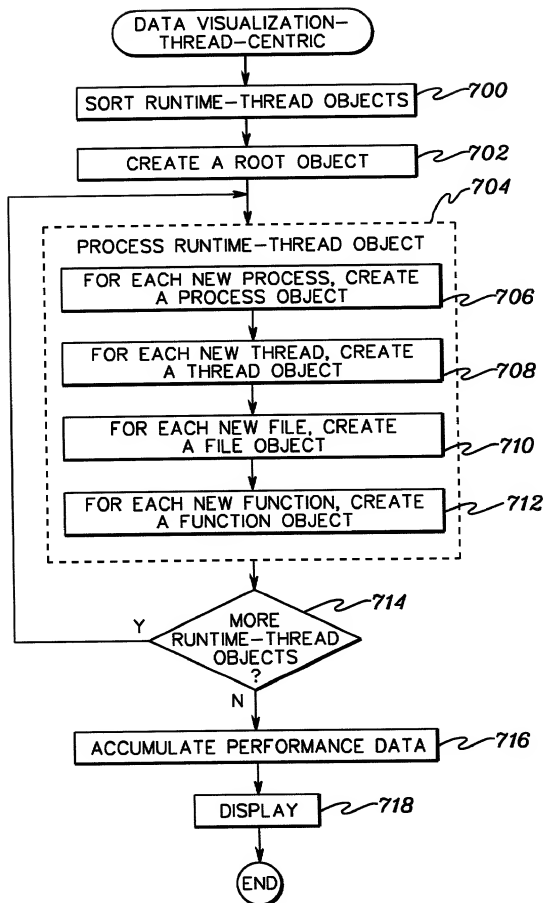 DATA VISUALIZATION-
THREAD-CENTRIC
SORT RUNTIME-THREAD OBJECTS
700
CREATE A ROOT OBJECT
702
704
PROCESS RUNTIME-THREAD OBJECT
FOR EACH NEW PROCESS, CREATE
A PROCESS OBJECT
706
FOR EACH NEW THREAD, CREATE
A THREAD OBJECT
708
FOR EACH NEW FILE, CREATE
A FILE OBJECT
710
FOR EACH NEW FUNCTION, CREATE
A FUNCTION OBJECT
712
714
Y
MORE
RUNTIME-THREAD
OBJECTS
?
N
ACCUMULATE PERFORMANCE DATA
716
DISPLAY
718
END